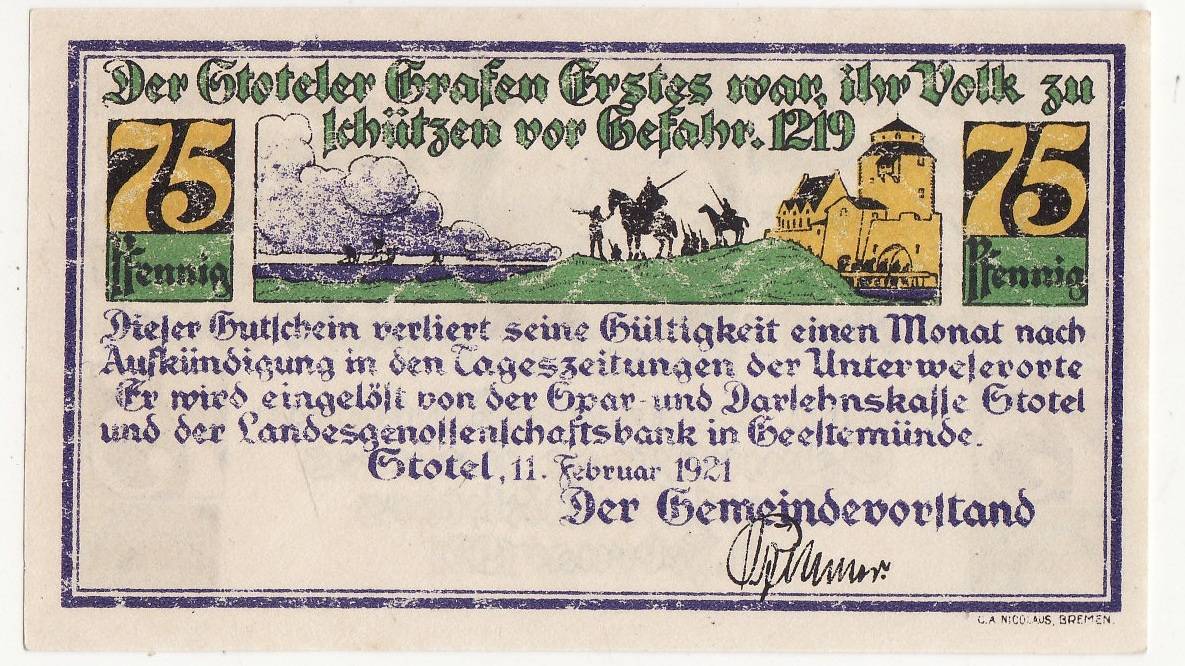 Der Stoteler Grafen Erstes war, ihr Volk zu
schützen vor Gefahr. 1219
75
Pfennig
75
Pfennig
Dieser Gutschein verliert seine Gültigkeit einen Monat nach
Aufkündigung in den Tageszeitungen der Unterweserorte
Er wird eingelöst von der Spar- und Darlehnskasse Stotel
und der Landesgenossenschaftsbank in Geestemünde.
Stotel, 11. Februar 1921
Der Gemeindevorstand
C.A. NICOLAUS, BREMEN.